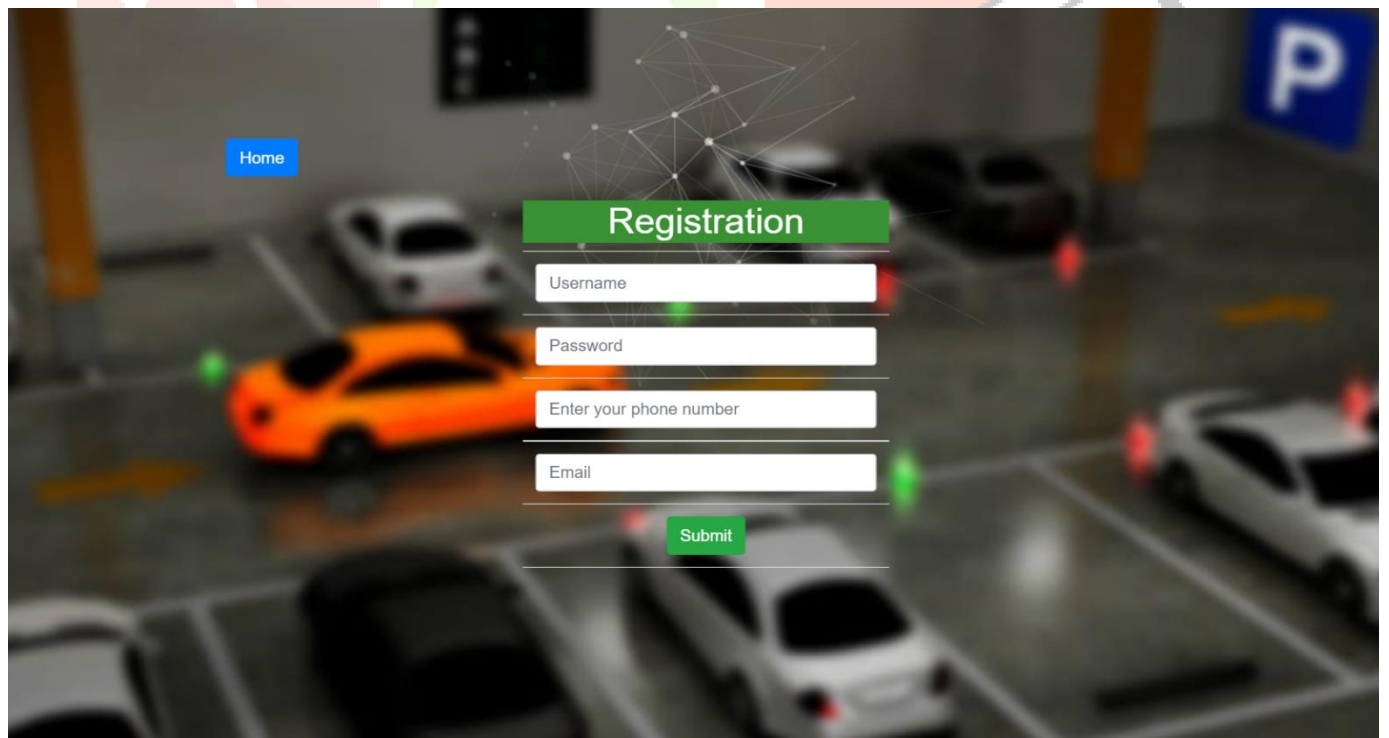 P
Home
Registration
Username
Password
Enter your phone number
Email
Submit